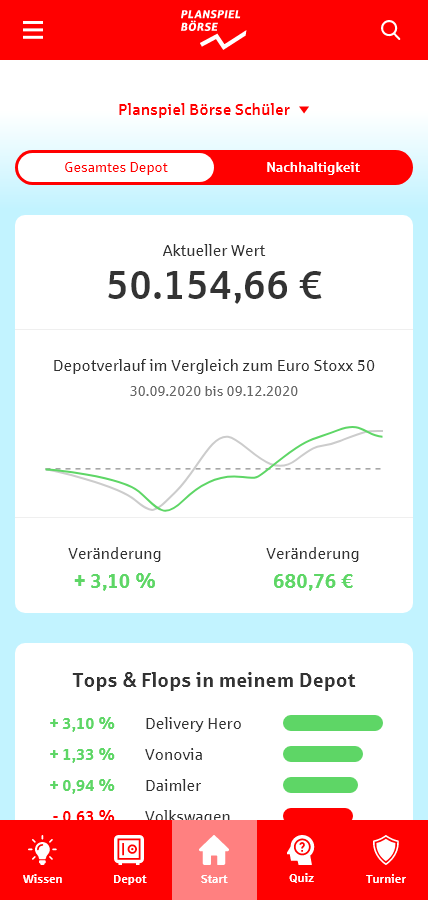 PLANSPIEL
BÖRSE
Planspiel Börse Schüler
Gesamtes Depot
Nachhaltigkeit
Aktueller Wert
50.154,66 €
Depotverlauf im Vergleich zum Euro Stoxx 50
30.09.2020 bis 09.12.2020
Veränderung
+ 3,10 %
Veränderung
680,76 €
Tops & Flops in meinem Depot
+ 3,10 % Delivery Hero
+ 1,33 % Vonovia
+ 0,94 % Daimler
- 0,63 % Volkswagen
Wissen
Depot
Start
Quiz
Turnier